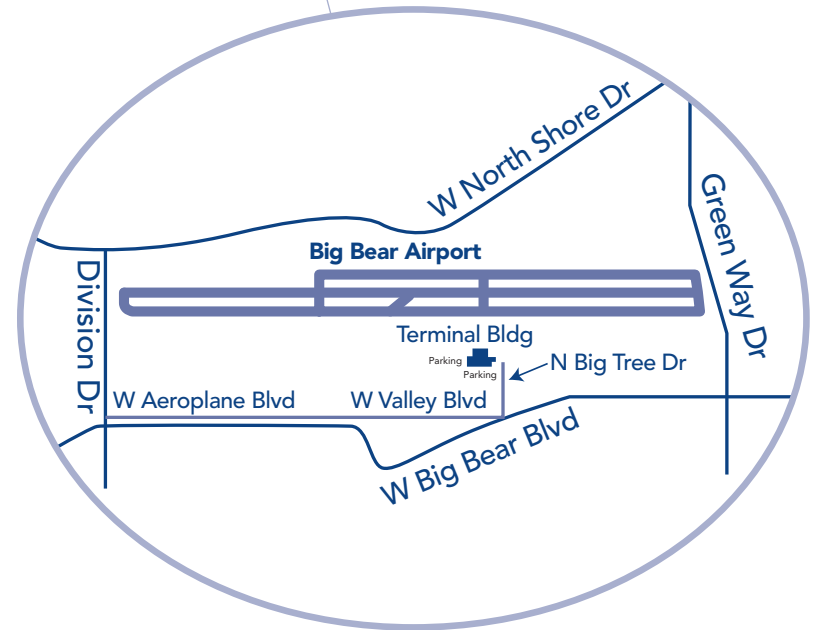 W North Shore Dr
Green Way Dr
Big Bear Airport
Division Dr
Terminal Bldg
Parking
N Big Tree Dr
Parking
W Aeroplane Blvd
W Valley Blvd
W Big Bear Blvd